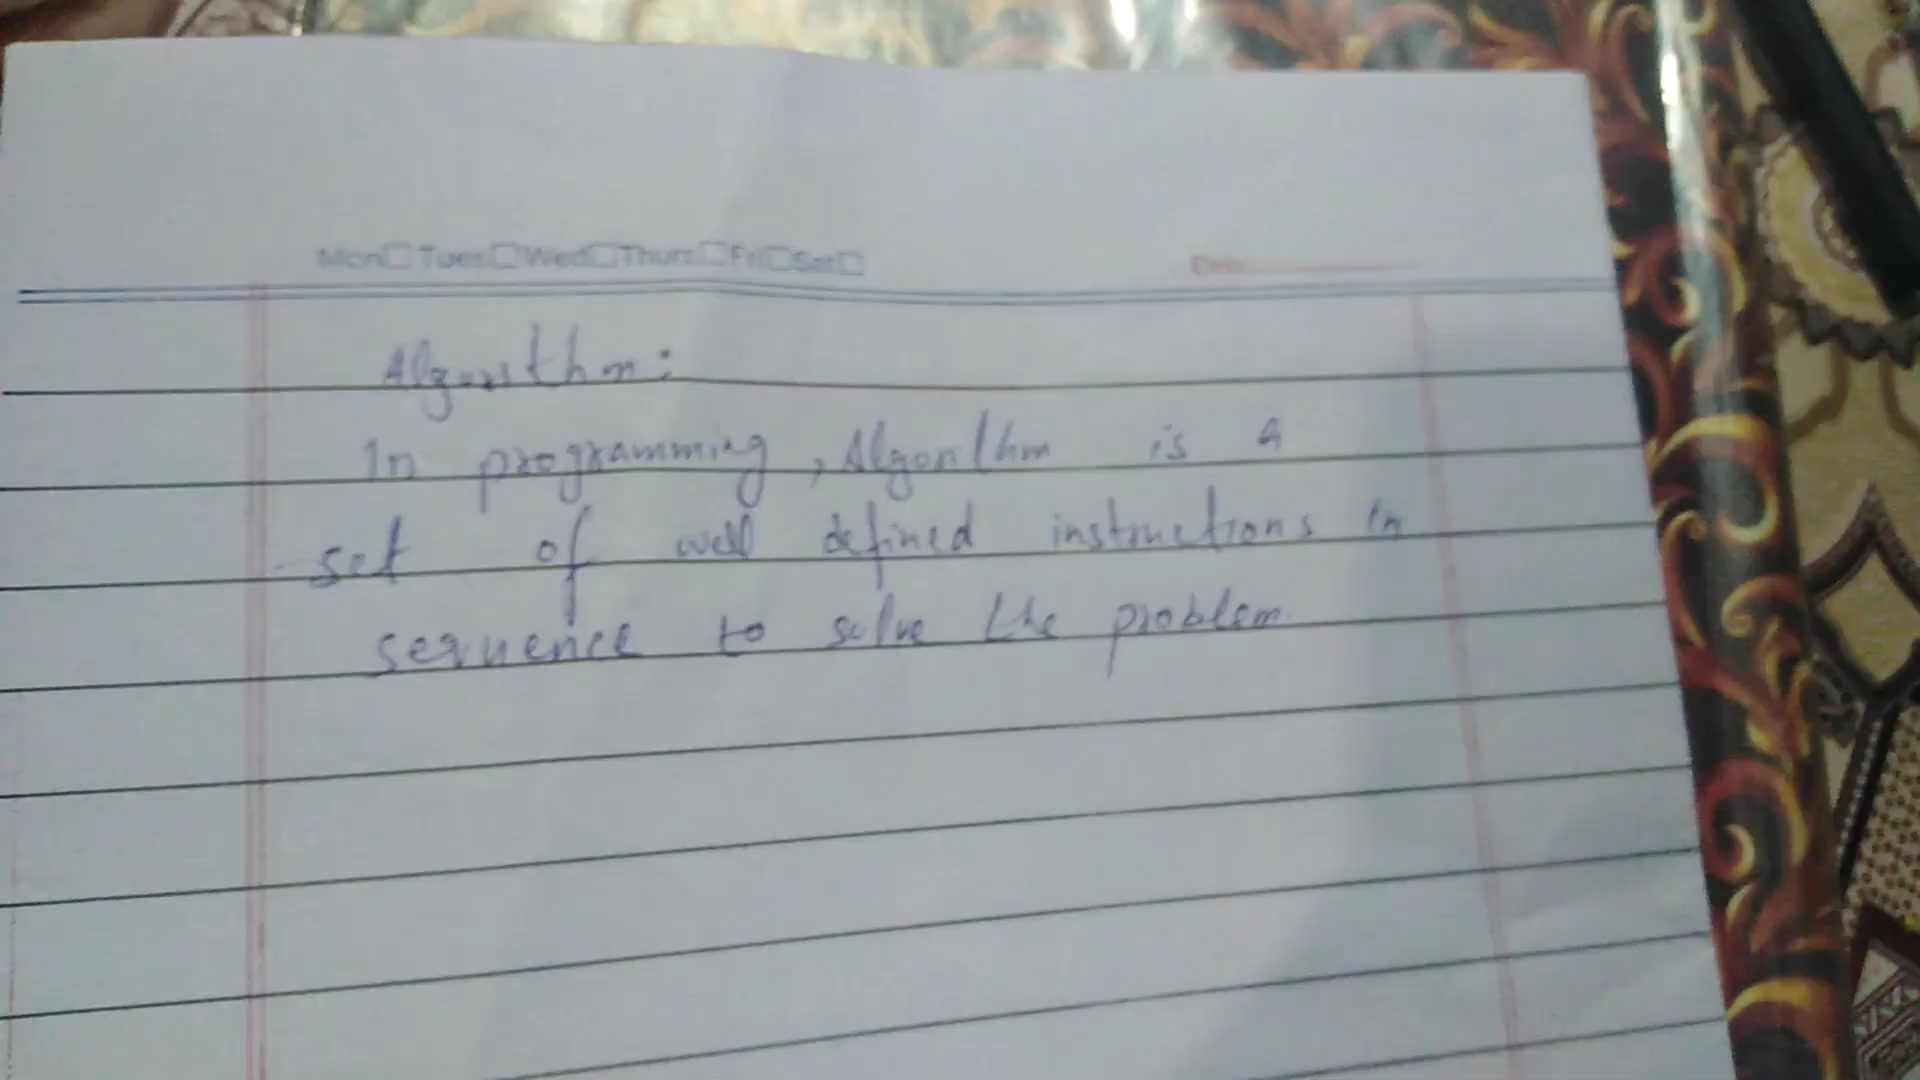 Mon Tues Wed Thurs Fri Sat
Date
Algorithm:
In programming, Algorithm is a
set of well defined instructions in
sequence to solve the problem.